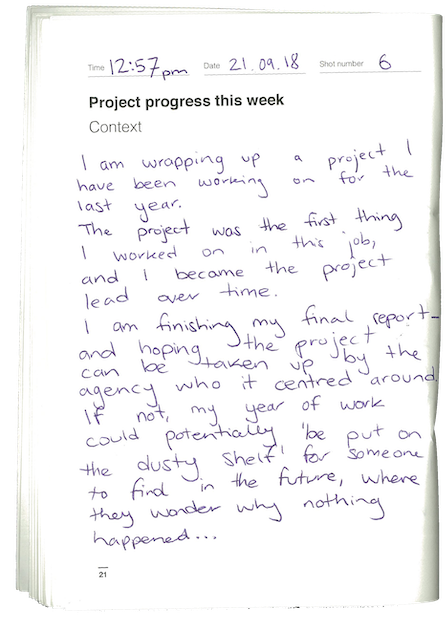 Time 12:57pm Date 21.09.18 Shot number 6
Project progress this week
Context
I am wrapping up a project I
have been working on for the
last year.
The project was the first thing
I worked on in this job,
and I became the project
lead over time.
I am finishing my final report-
and hoping the project
can be taken up by the
agency who it centred around.
If not, my year of work
could potentially 'be put on
the dusty shelf' for someone
to find in the future, where
they wonder why nothing
happened...
21